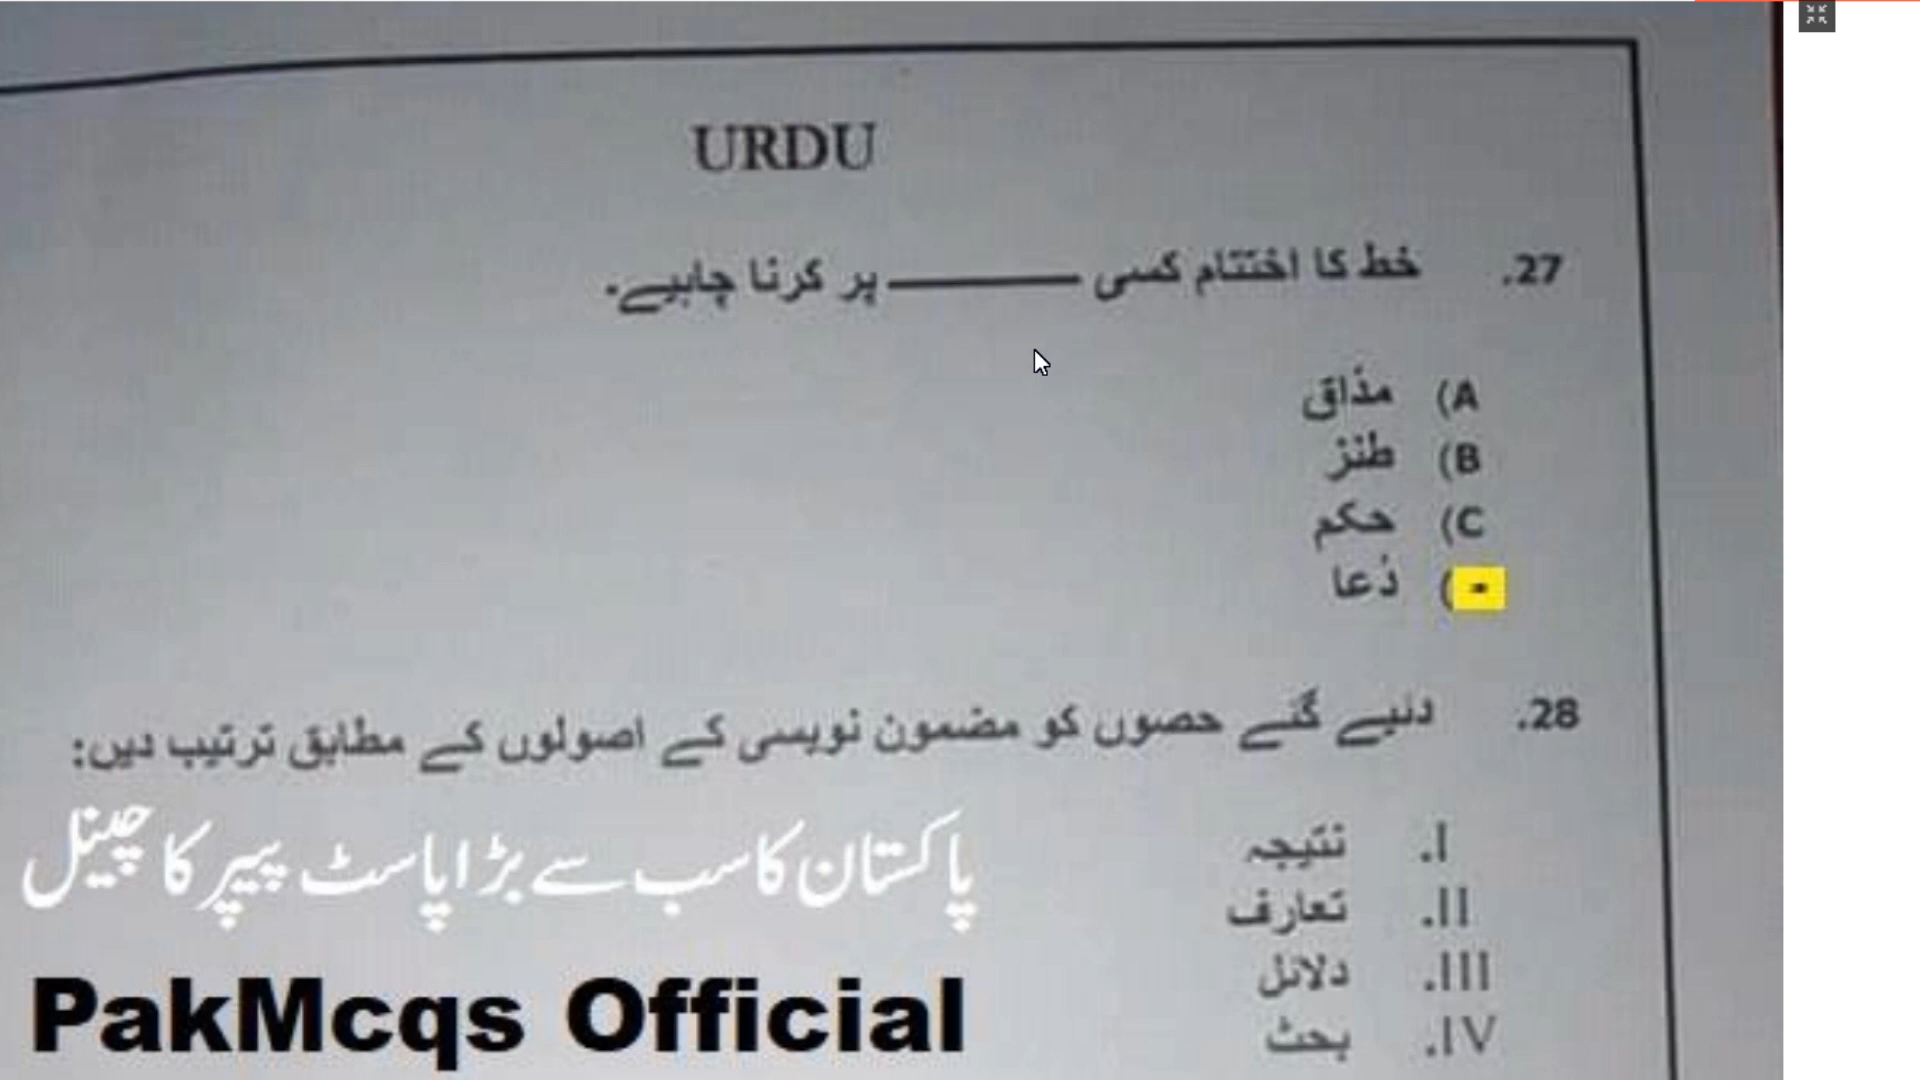 URDU
27. خط کا اختتام کسی ________ پر کرنا چاہیے۔
A) مذاق
B) طنز
C) حکم
) دُعا
28. دئیے گئے حصوں کو مضمون نویسی کے اصولوں کے مطابق ترتیب دیں:
I. نتیجہ
II. تعارف
III. دلائل
IV. بحث
پاکستان کا سب سے بڑا پاسٹ پیپر کا چینل
PakMcqs Official